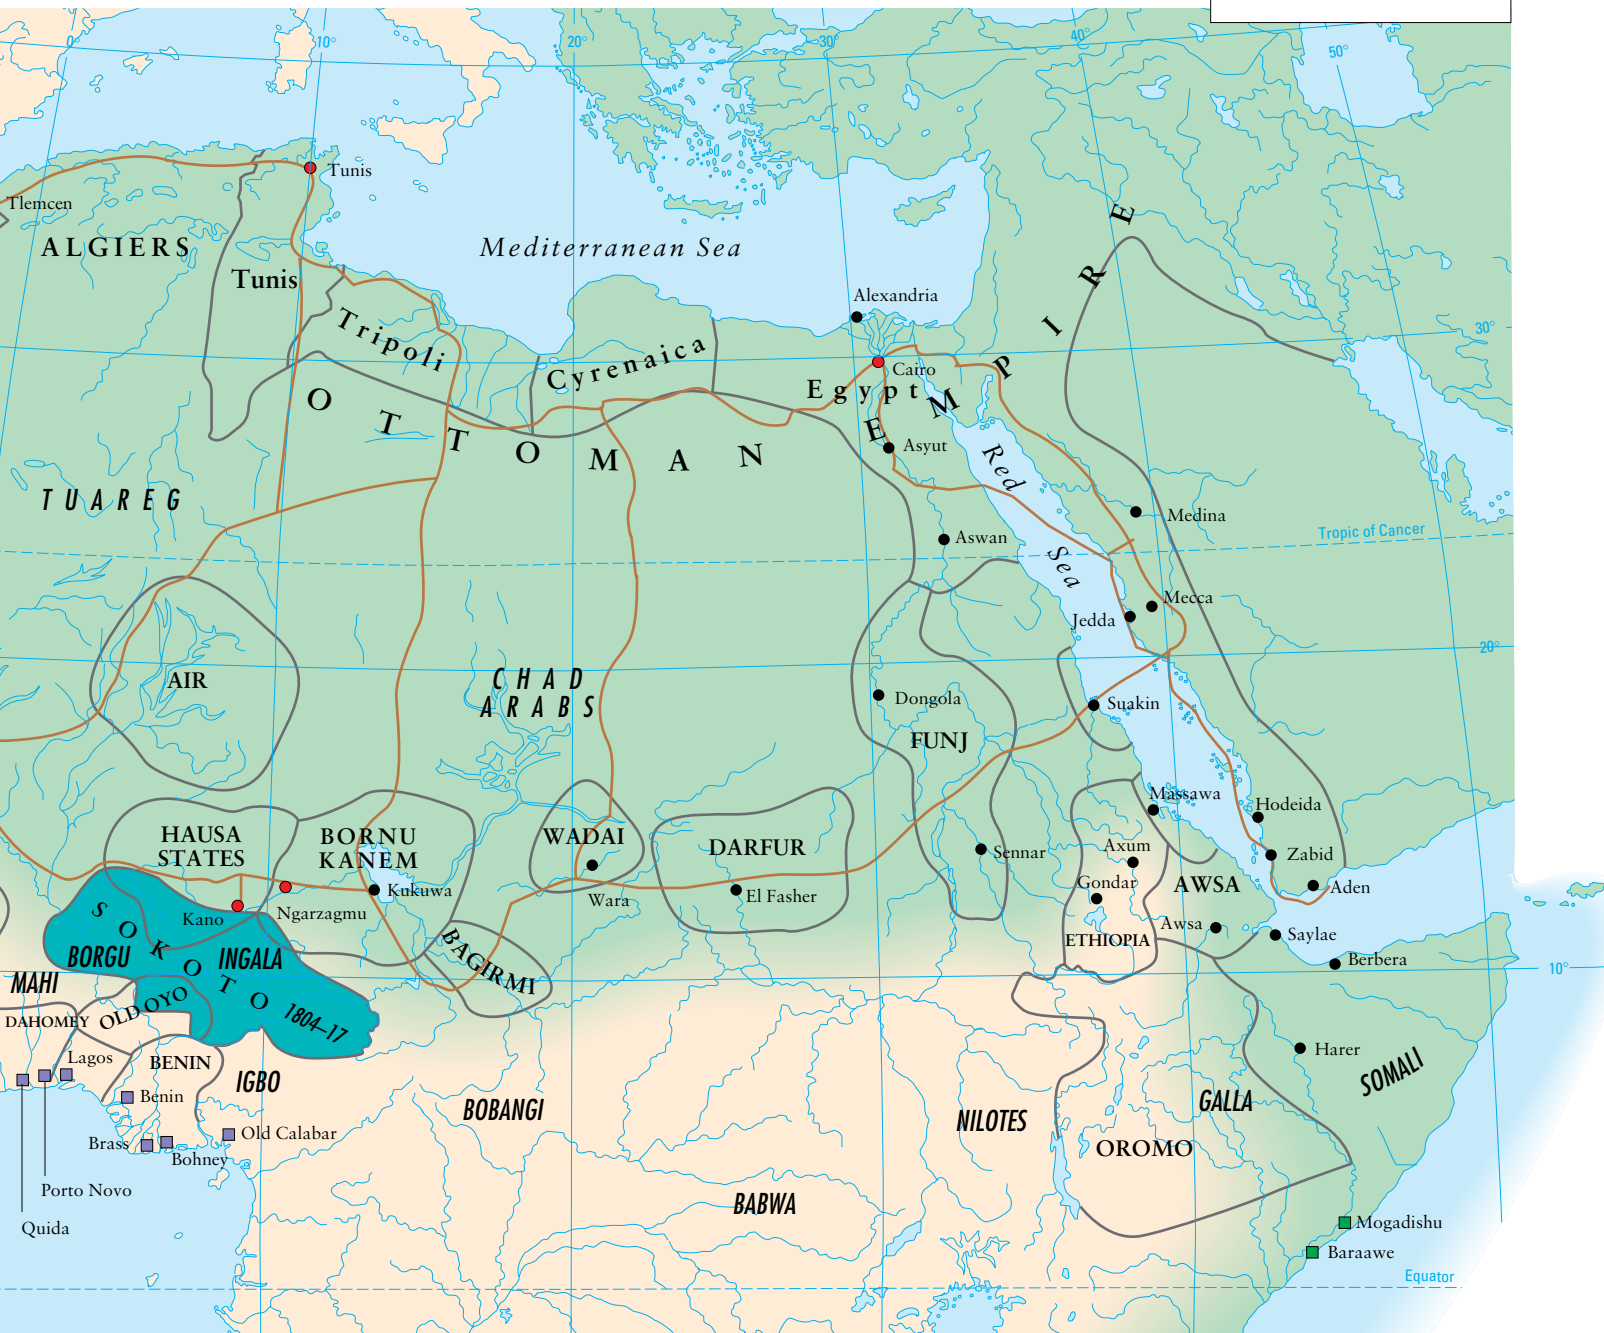 0°
10°
20°
30°
40°
50°
Tunis
Tlemcen
ALGIERS
Tunis
Mediterranean Sea
Tripoli
Cyrenaica
Alexandria
Cairo
Egypt
OTTOMAN EMPIRE
30°
Asyut
Red Sea
TUAREG
Medina
Aswan
Tropic of Cancer
Mecca
Jedda
20°
AIR
CHAD
ARABS
Dongola
Suakin
FUNJ
Massawa
Hodeida
HAUSA
STATES
BORNU
KANEM
WADAI
DARFUR
Sennar
Axum
Zabid
Gondar
AWSA
Aden
Kukuwa
Wara
El Fasher
Kano
Ngarzagmu
Awsa
Saylae
ETHIOPIA
Berbera
SOKOTO
1804–17
BORGU
INGALA
BAGIRMI
10°
MAHI
OLD OYO
DAHOMEY
Lagos
BENIN
Harer
SOMALI
IGBO
Benin
BOBANGI
NILOTES
GALLA
Brass
Old Calabar
Bohney
OROMO
Porto Novo
BABWA
Quida
Mogadishu
Baraawe
Equator